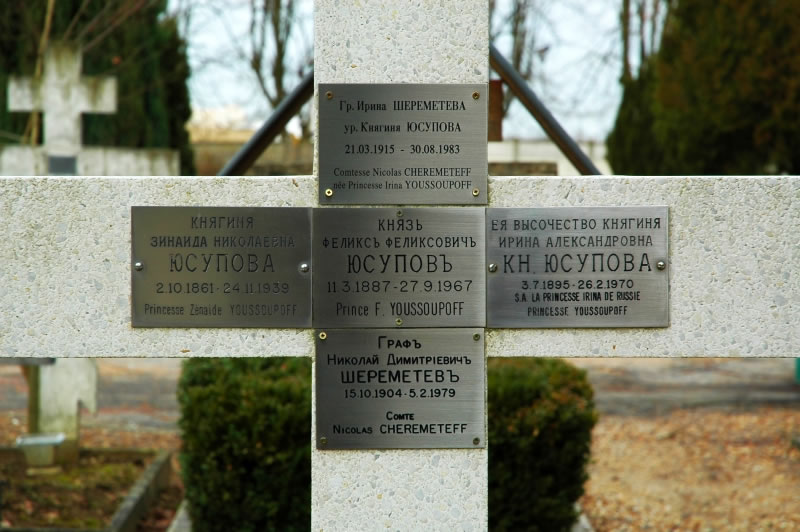 Гр. Ирина ШЕРЕМЕТЕВА
ур. Княгиня ЮСУПОВА
21.03.1915 - 30.08.1983
Comtesse Nicolas CHEREMETEFF
née Princesse Irina YOUSSOUPOFF
КНЯГИНЯ
ЗИНАИДА НИКОЛАЕВНА
ЮСУПОВА
2.10.1861-24.11.1939
Princesse Zénaïde YOUSSOUPOFF
КНЯЗЬ
ФЕЛИКСЪ ФЕЛИКСОВИЧЪ
ЮСУПОВЪ
11.3.1887-27.9.1967
Prince F. YOUSSOUPOFF
ЕЯ ВЫСОЧЕСТВО КНЯГИНЯ
ИРИНА АЛЕКСАНДРОВНА
КН. ЮСУПОВА
3.7.1895-26.2.1970
S.A. LA PRINCESSE IRINA DE RUSSIE
PRINCESSE YOUSSOUPOFF
ГРАФЪ
НИКОЛАЙ ДИМИТРІЕВИЧЪ
ШЕРЕМЕТЕВЪ
15.10.1904-5.2.1979
COMTE
NICOLAS CHEREMETEFF